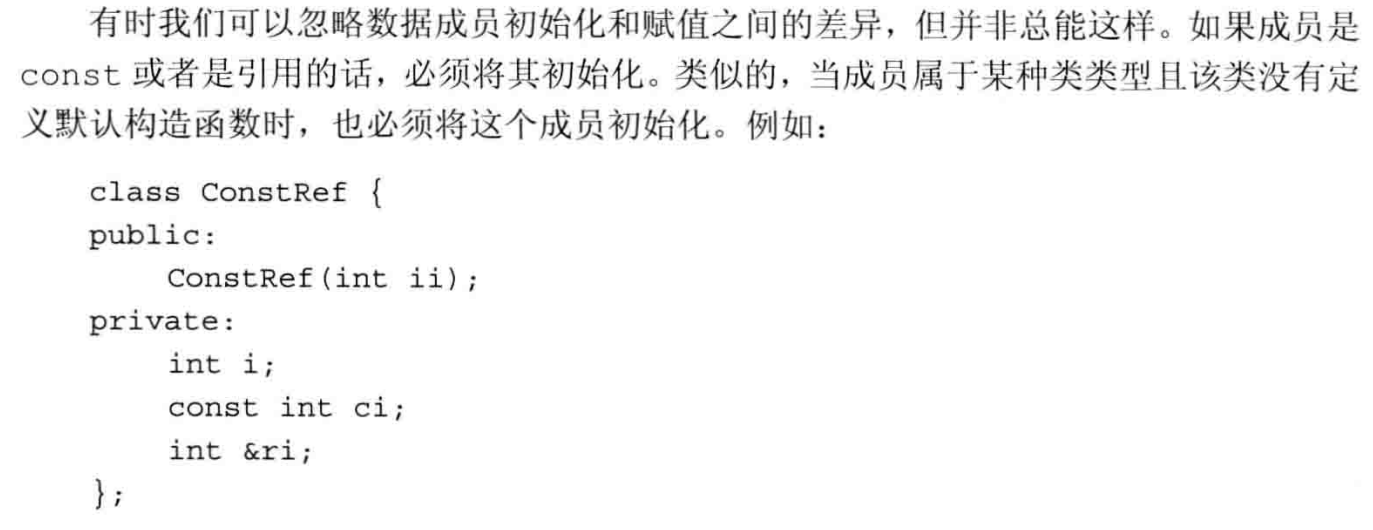 有时我们可以忽略数据成员初始化和赋值之间的差异，但并非总能这样。如果成员是
const 或者是引用的话，必须将其初始化。类似的，当成员属于某种类类型且该类没有定
义默认构造函数时，也必须将这个成员初始化。例如：
class ConstRef {
public:
ConstRef(int ii);
private:
int i;
const int ci;
int &ri;
};